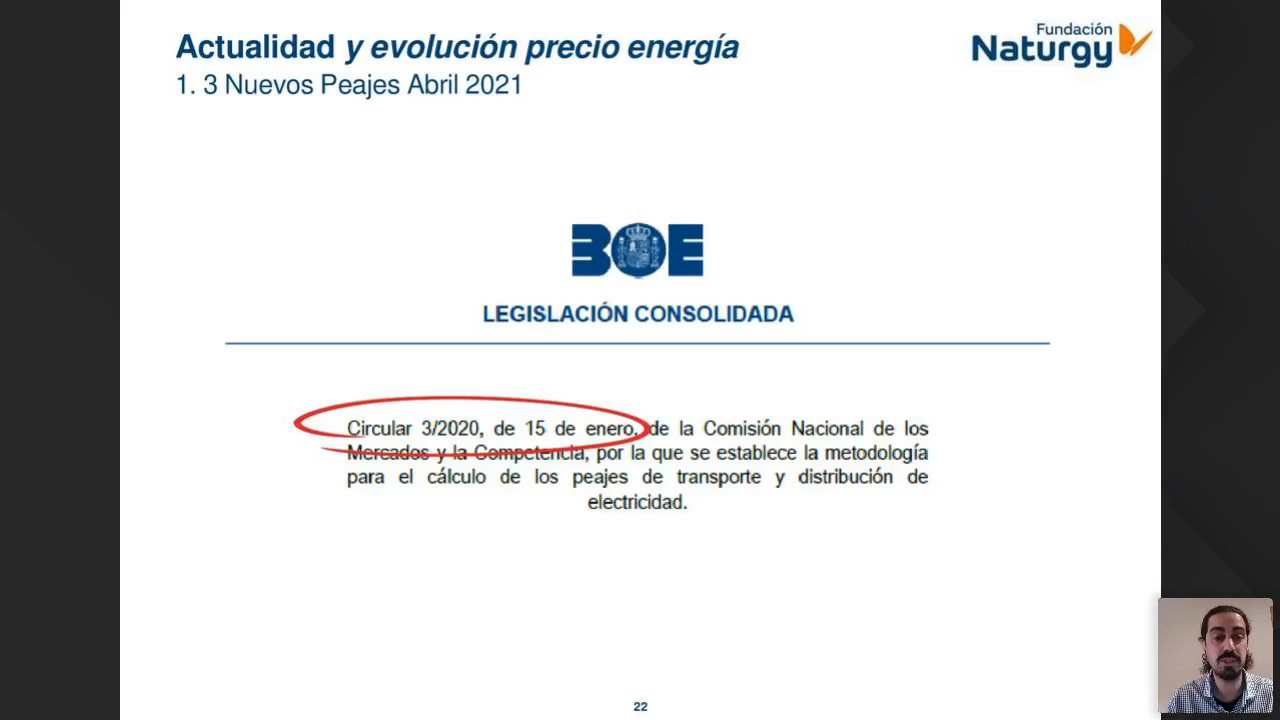 Actualidad y evolución precio energía
1. 3 Nuevos Peajes Abril 2021
Fundación
Naturgy
BOE
LEGISLACIÓN CONSOLIDADA
Circular 3/2020, de 15 de enero, de la Comisión Nacional de los
Mercados y la Competencia, por la que se establece la metodología
para el cálculo de los peajes de transporte y distribución de
electricidad.
22